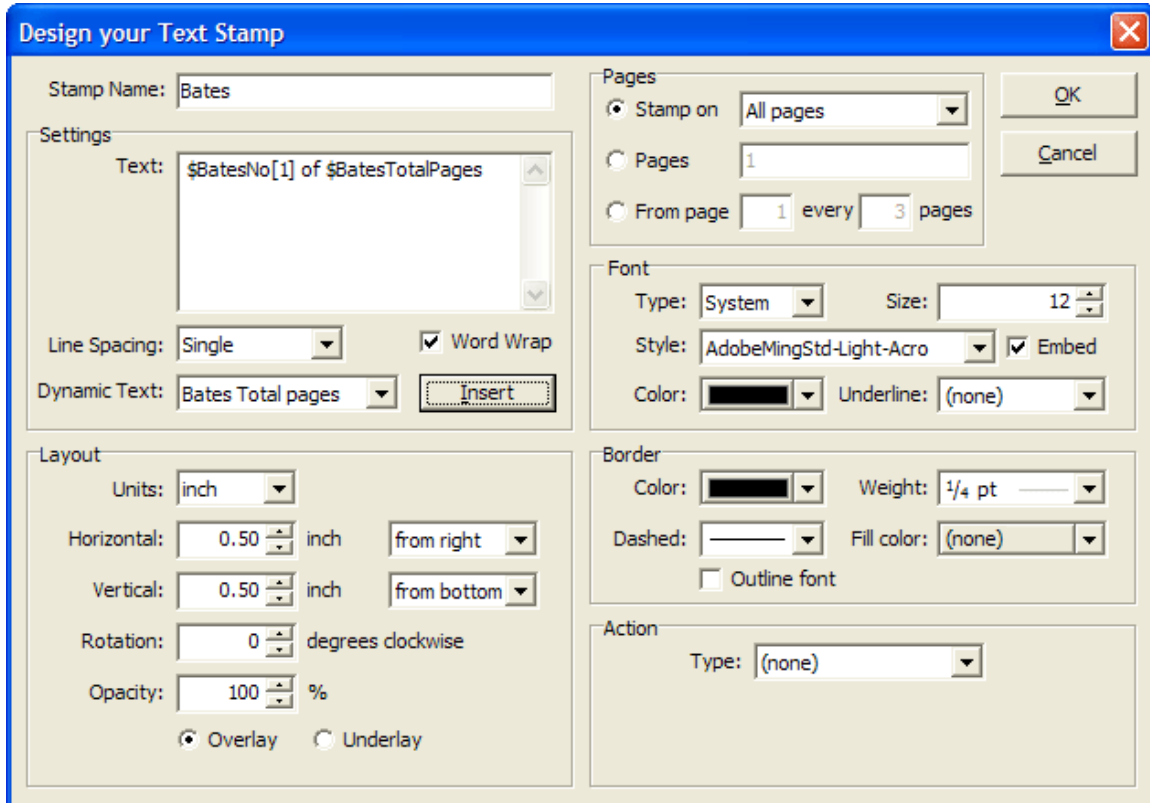 Design your Text Stamp
Stamp Name: Bates
Settings
Text: $BatesNo[1] of $BatesTotalPages
Line Spacing: Single Word Wrap
Dynamic Text: Bates Total pages Insert
Layout
Units: inch
Horizontal: 0.50 inch from right
Vertical: 0.50 inch from bottom
Rotation: 0 degrees clockwise
Opacity: 100 %
Overlay Underlay
Pages
Stamp on All pages
Pages 1
From page 1 every 3 pages
OK
Cancel
Font
Type: System Size: 12
Style: AdobeMingStd-Light-Acro Embed
Color: Underline: (none)
Border
Color: Weight: 1/4 pt
Dashed: Fill color: (none)
Outline font
Action
Type: (none)